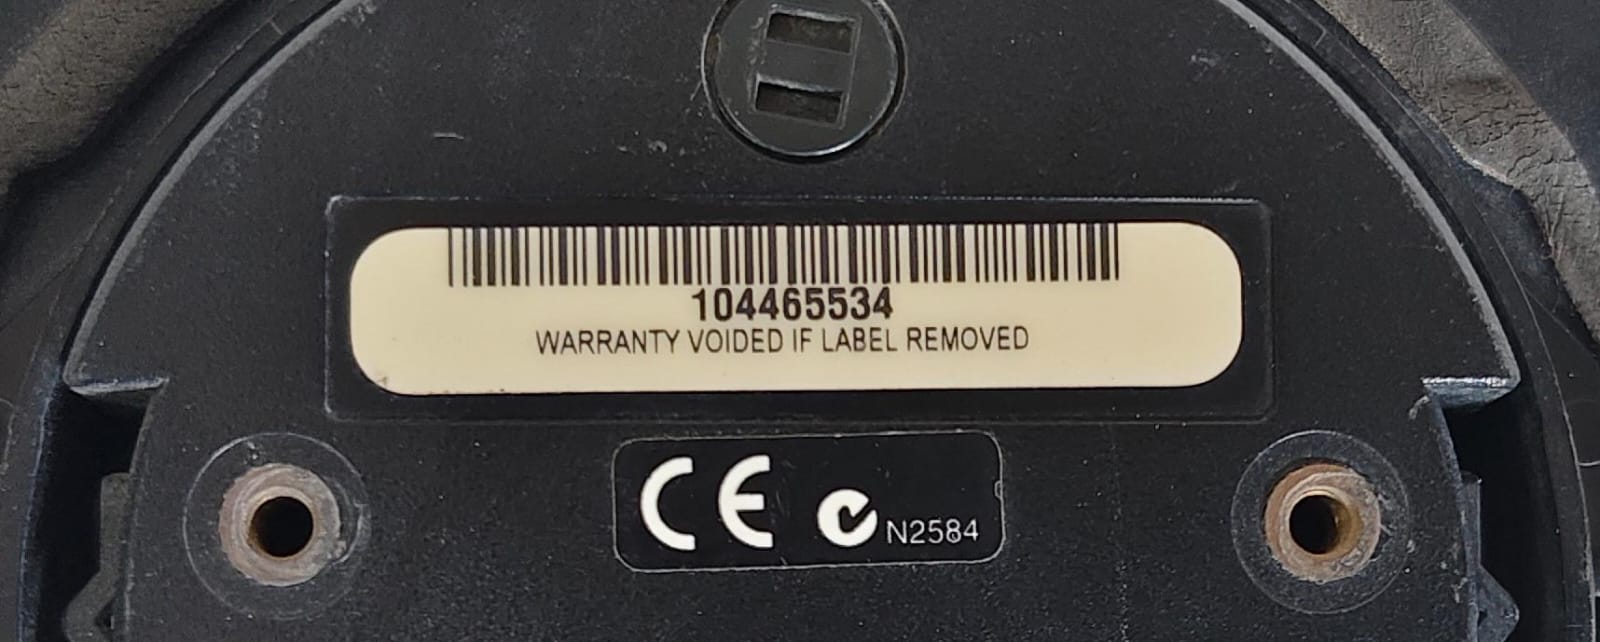 104465534
WARRANTY VOIDED IF LABEL REMOVED
CE N2584